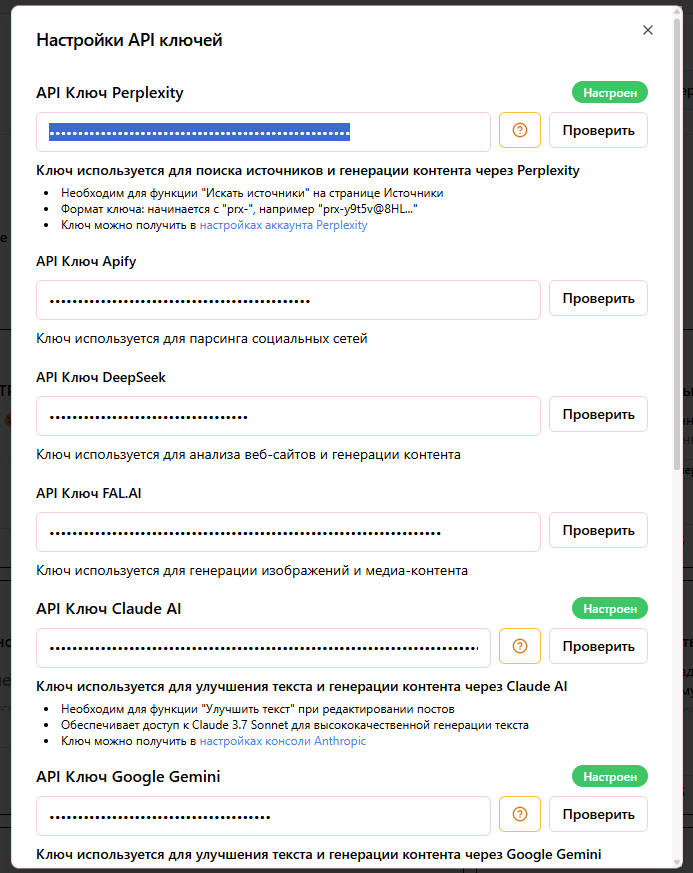 Настройки API ключей
API Ключ Perplexity
Настроен
Проверить
Ключ используется для поиска источников и генерации контента через Perplexity
• Необходим для функции "Искать источники" на странице Источники
• Формат ключа: начинается с "prx-", например "prx-y9t5v@8HL..."
• Ключ можно получить в настройках аккаунта Perplexity
API Ключ Apify
Проверить
Ключ используется для парсинга социальных сетей
API Ключ DeepSeek
Проверить
Ключ используется для анализа веб-сайтов и генерации контента
API Ключ FAL.AI
Проверить
Ключ используется для генерации изображений и медиа-контента
API Ключ Claude AI
Настроен
Проверить
Ключ используется для улучшения текста и генерации контента через Claude AI
• Необходим для функции "Улучшить текст" при редактировании постов
• Обеспечивает доступ к Claude 3.7 Sonnet для высококачественной генерации текста
• Ключ можно получить в настройках консоли Anthropic
API Ключ Google Gemini
Настроен
Проверить
Ключ используется для улучшения текста и генерации контента через Google Gemini